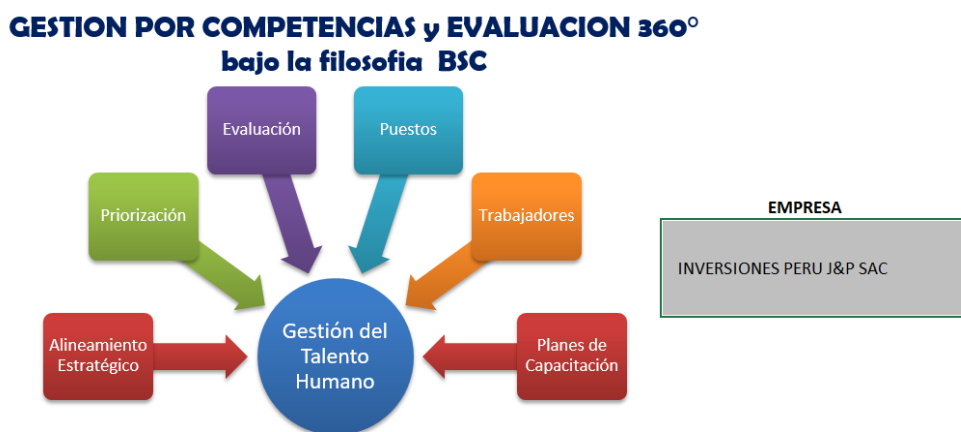 GESTION POR COMPETENCIAS y EVALUACION 360°
bajo la filosofia BSC
Evaluación
Puestos
Priorización
Trabajadores
EMPRESA
INVERSIONES PERU J&P SAC
Alineamiento
Estratégico
Gestión del
Talento
Humano
Planes de
Capacitación